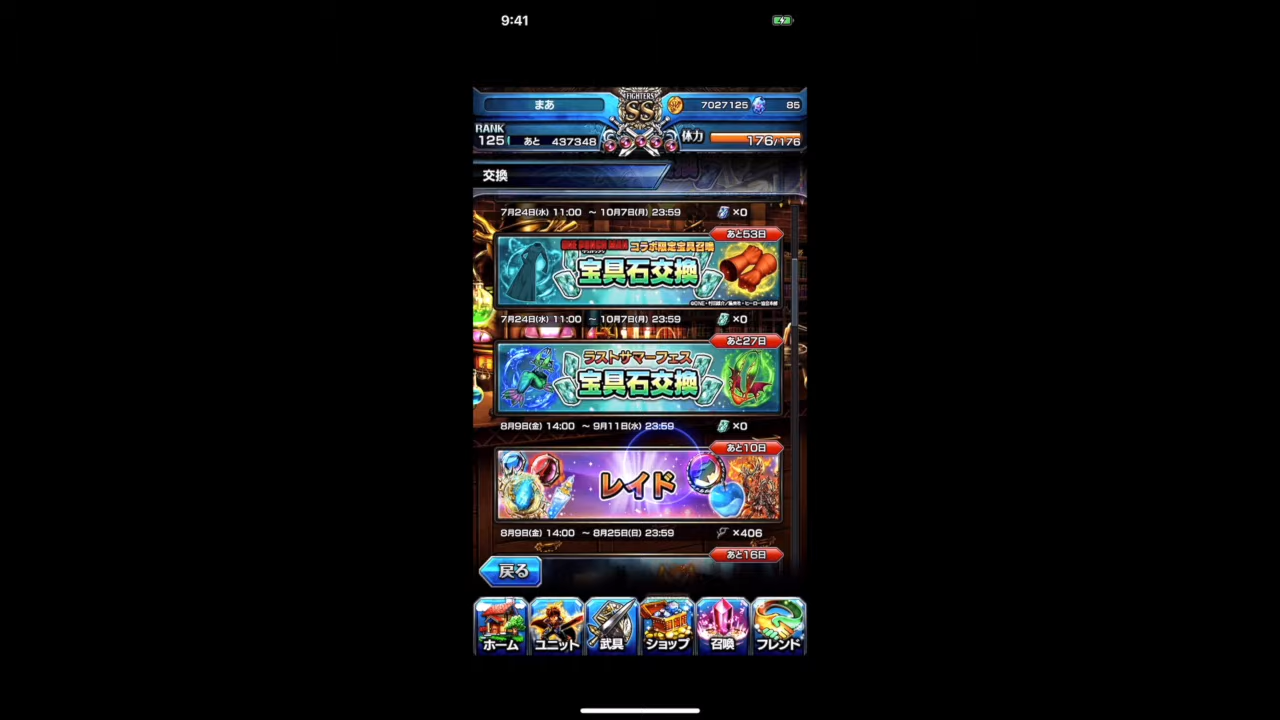 9:41
まあ
FIGHTERS
SS
7027125
85
RANK
125
あと 437348
体力
176/176
交換
7月24日(水) 11:00 ~ 10月7日(月) 23:59
×0
あと53日
ONE PUNCH MAN コラボ限定宝具召喚
宝具石交換
7月24日(水) 11:00 ~ 10月7日(月) 23:59
×0
あと27日
ラストサマーフェス
宝具石交換
8月9日(金) 14:00 ~ 9月11日(水) 23:59
×0
あと10日
レイド
8月9日(金) 14:00 ~ 8月25日(日) 23:59
×406
あと16日
戻る
ホーム
ユニット
武具
ショップ
召喚
フレンド